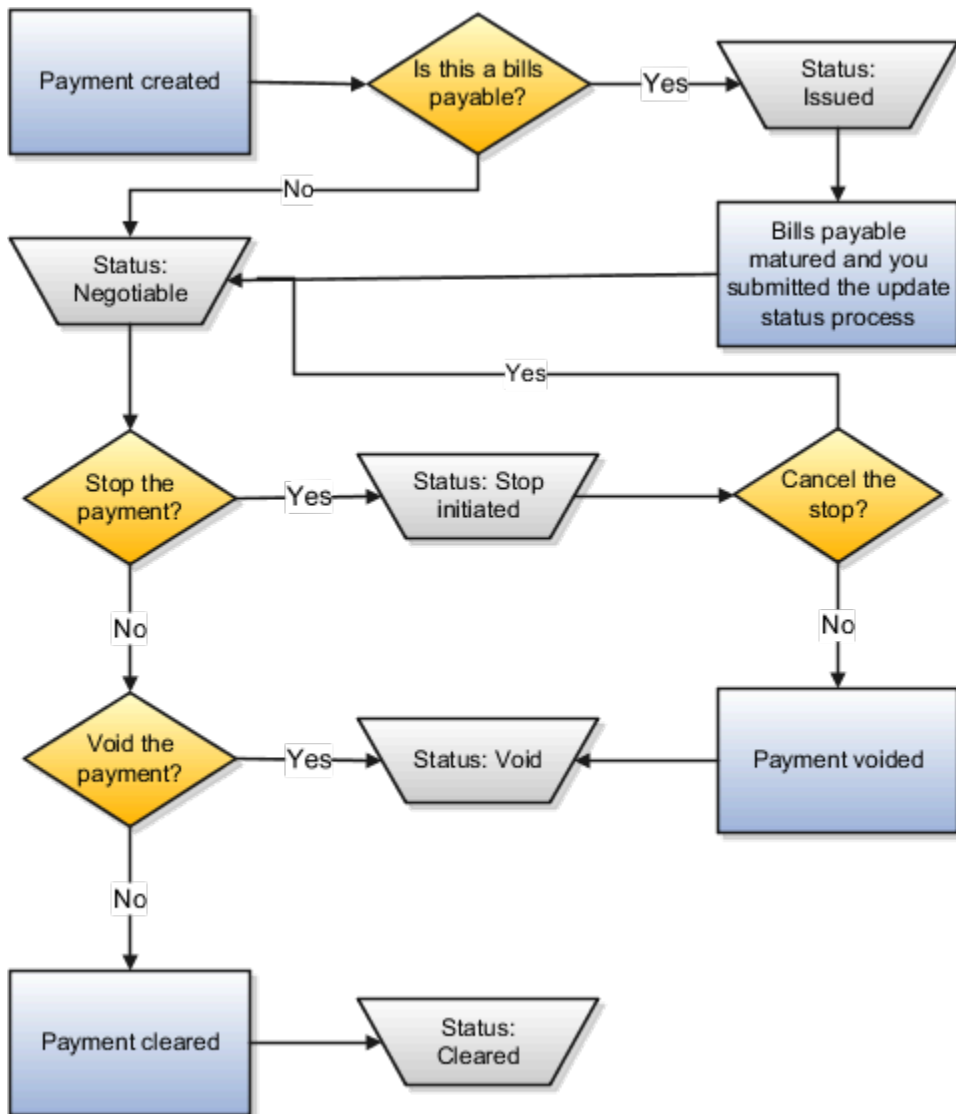 Payment created
Is this a bills
payable?
Yes
Status:
Issued
No
Status:
Negotiable
Bills payable
matured and you
submitted the update
status process
Yes
Stop the
payment?
Yes
Status: Stop
initiated
Cancel the
stop?
No
No
Void the
payment?
Yes
Status: Void
Payment voided
No
Payment cleared
Status:
Cleared